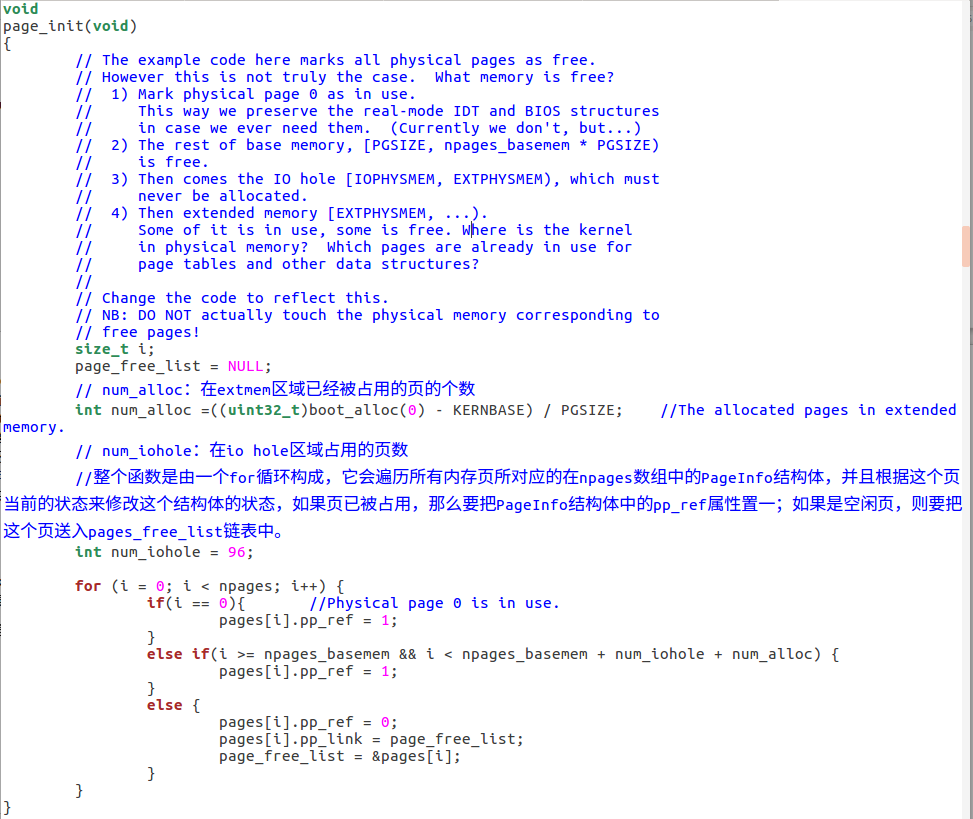 void
page_init(void)
{
        // The example code here marks all physical pages as free.
        // However this is not truly the case.  What memory is free?
        //  1) Mark physical page 0 as in use.
        //     This way we preserve the real-mode IDT and BIOS structures
        //     in case we ever need them.  (Currently we don't, but...)
        //  2) The rest of base memory, [PGSIZE, npages_basemem * PGSIZE)
        //     is free.
        //  3) Then comes the IO hole [IOPHYSMEM, EXTPHYSMEM), which must
        //     never be allocated.
        //  4) Then extended memory [EXTPHYSMEM, ...).
        //     Some of it is in use, some is free. Where is the kernel
        //     in physical memory?  Which pages are already in use for
        //     page tables and other data structures?
        //
        // Change the code to reflect this.
        // NB: DO NOT actually touch the physical memory corresponding to
        // free pages!
        size_t i;
        page_free_list = NULL;
        // num_alloc：在extmem区域已经被占用的页的个数
        int num_alloc =((uint32_t)boot_alloc(0) - KERNBASE) / PGSIZE;    //The allocated pages in extended
memory.
        // num_iohole：在io hole区域占用的页数
        //整个函数是由一个for循环构成，它会遍历所有内存页所对应的在npages数组中的PageInfo结构体，并且根据这个页
当前的状态来修改这个结构体的状态，如果页已被占用，那么要把PageInfo结构体中的pp_ref属性置一；如果是空闲页，则要把
这个页送入pages_free_list链表中。
        int num_iohole = 96;
        for (i = 0; i < npages; i++) {
                if(i == 0){       //Physical page 0 is in use.
                        pages[i].pp_ref = 1;
                }
                else if(i >= npages_basemem && i < npages_basemem + num_iohole + num_alloc) {
                        pages[i].pp_ref = 1;
                }
                else {
                        pages[i].pp_ref = 0;
                        pages[i].pp_link = page_free_list;
                        page_free_list = &pages[i];
                }
        }
}